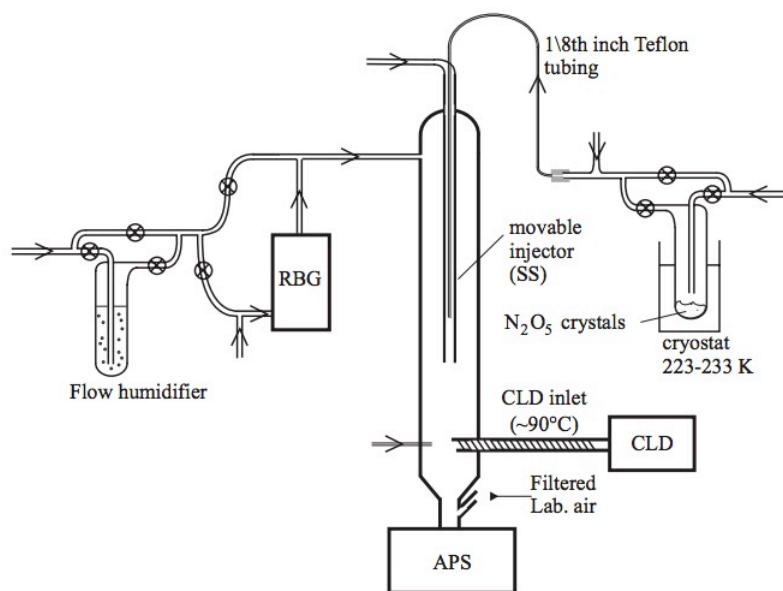 1\8th inch Teflon
tubing
movable
injector
(SS)
RBG
N₂O₅ crystals
cryostat
223-233 K
Flow humidifier
CLD inlet
(~90°C)
CLD
Filtered
Lab. air
APS